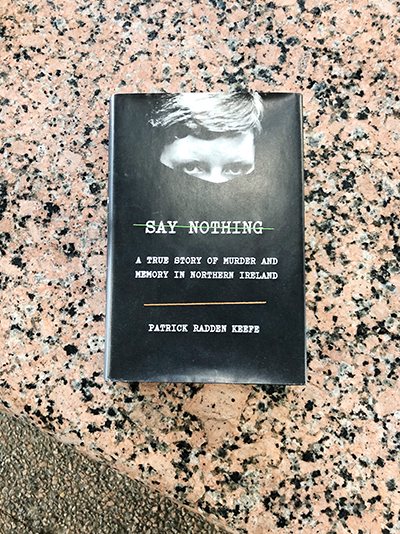 SAY NOTHING
A TRUE STORY OF MURDER AND
MEMORY IN NORTHERN IRELAND
PATRICK RADDEN KEEFE